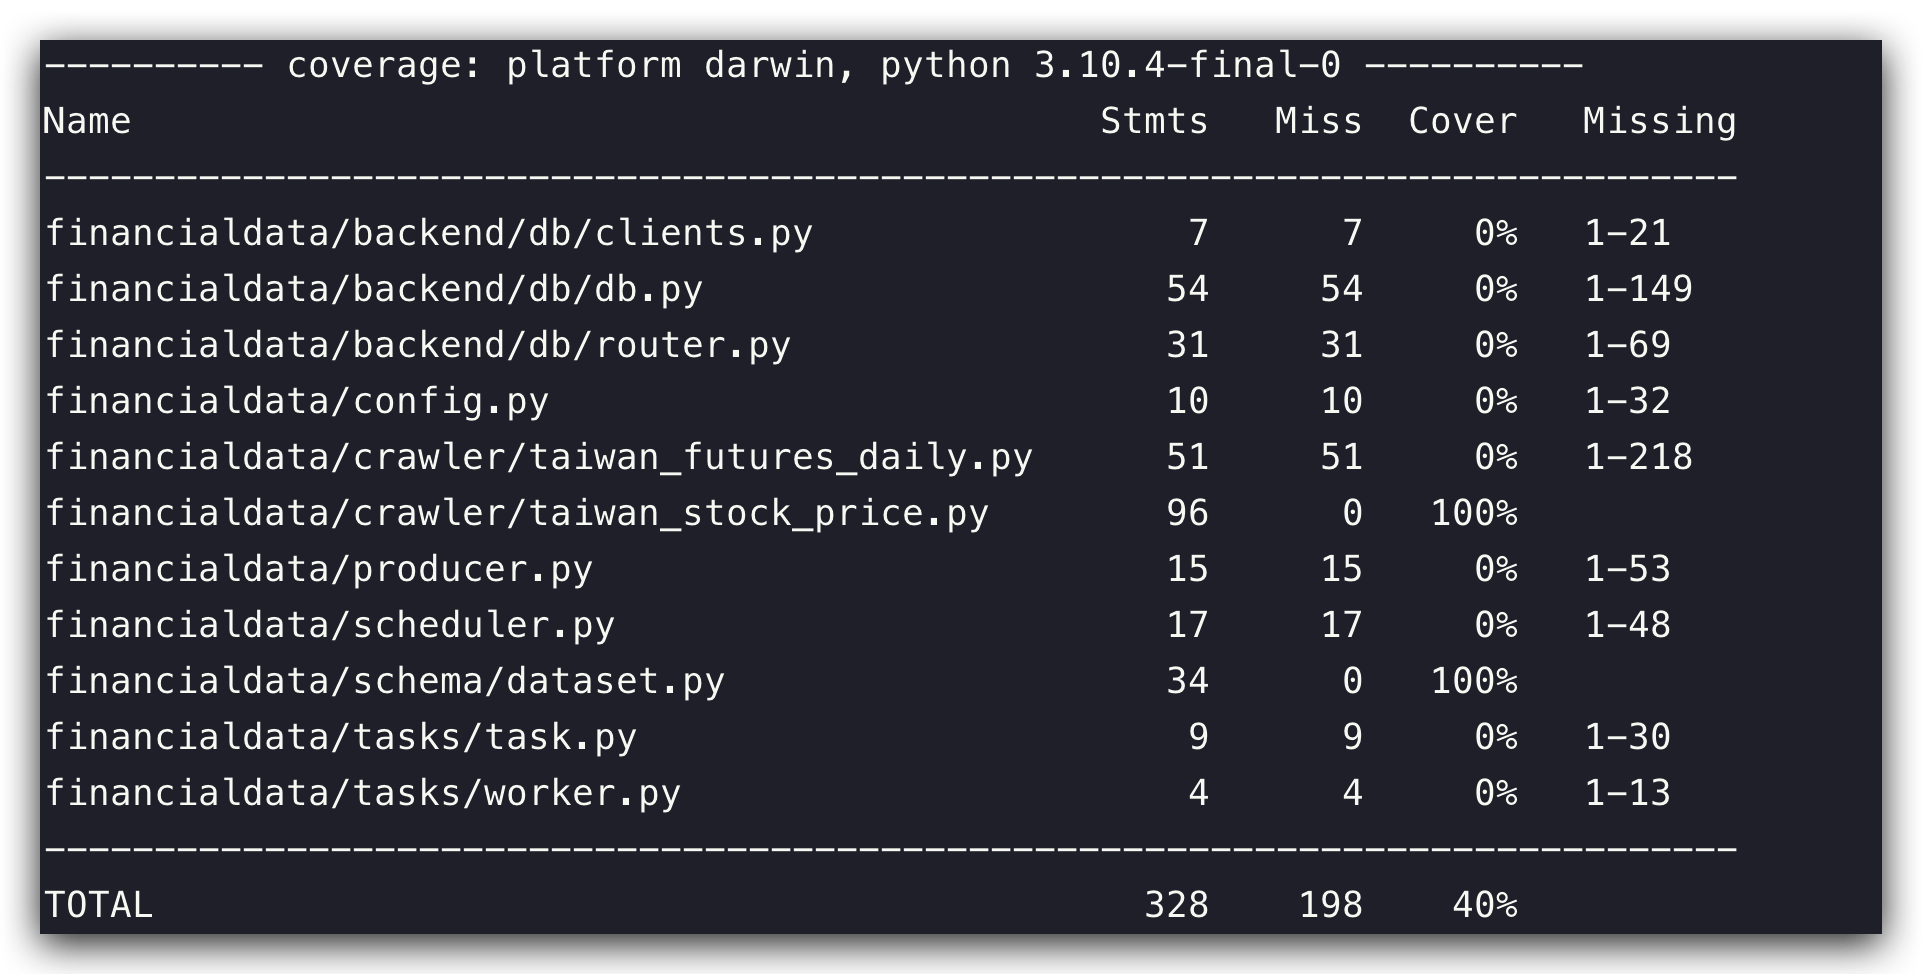 ---------- coverage: platform darwin, python 3.10.4-final-0 ----------
Name                                                Stmts   Miss  Cover   Missing
-----------------------------------------------------------------------------
financialdata/backend/db/clients.py                     7      7     0%   1-21
financialdata/backend/db/db.py                         54     54     0%   1-149
financialdata/backend/db/router.py                     31     31     0%   1-69
financialdata/config.py                                10     10     0%   1-32
financialdata/crawler/taiwan_futures_daily.py          51     51     0%   1-218
financialdata/crawler/taiwan_stock_price.py            96      0   100%
financialdata/producer.py                              15     15     0%   1-53
financialdata/scheduler.py                             17     17     0%   1-48
financialdata/schema/dataset.py                        34      0   100%
financialdata/tasks/task.py                             9      9     0%   1-30
financialdata/tasks/worker.py                           4      4     0%   1-13
-----------------------------------------------------------------------------
TOTAL                                                 328    198    40%